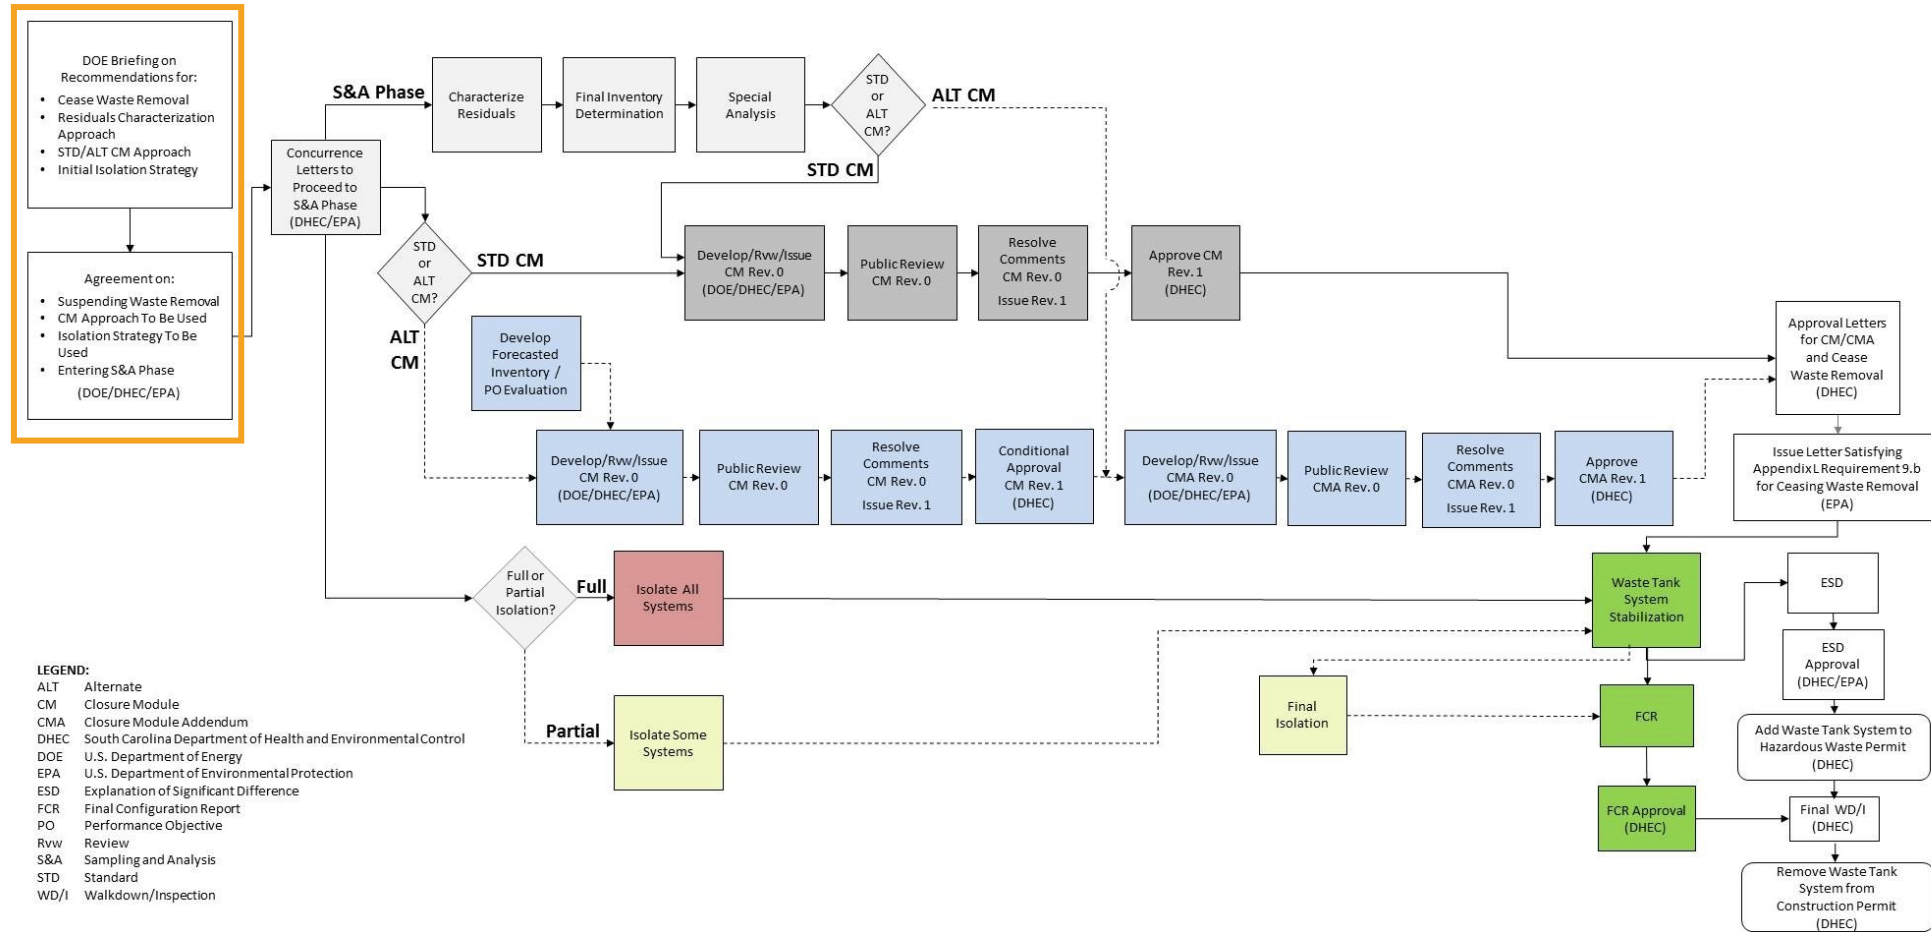 DOE Briefing on
Recommendations for:
• Cease Waste Removal
• Residuals Characterization
Approach
• STD/ALT CM Approach
• Initial Isolation Strategy
Agreement on:
• Suspending Waste Removal
• CM Approach To Be Used
• Isolation Strategy To Be
Used
• Entering S&A Phase
(DOE/DHEC/EPA)
Concurrence
Letters to
Proceed to
S&A Phase
(DHEC/EPA)
S&A Phase
Characterize
Residuals
Final Inventory
Determination
Special
Analysis
STD
or
ALT
CM?
ALT CM
STD CM
STD
or
ALT
CM?
STD CM
ALT
CM
Develop/Rvw/Issue
CM Rev. 0
(DOE/DHEC/EPA)
Public Review
CM Rev. 0
Resolve
Comments
CM Rev. 0
Issue Rev. 1
Approve CM
Rev. 1
(DHEC)
Develop
Forecasted
Inventory /
PO Evaluation
Develop/Rvw/Issue
CM Rev. 0
(DOE/DHEC/EPA)
Public Review
CM Rev. 0
Resolve
Comments
CM Rev. 0
Issue Rev. 1
Conditional
Approval
CM Rev. 1
(DHEC)
Develop/Rvw/Issue
CMA Rev. 0
(DOE/DHEC/EPA)
Public Review
CMA Rev. 0
Resolve
Comments
CMA Rev. 0
Issue Rev. 1
Approve
CMA Rev. 1
(DHEC)
Approval Letters
for CM/CMA
and Cease
Waste Removal
(DHEC)
Issue Letter Satisfying
Appendix L Requirement 9.b
for Ceasing Waste Removal
(EPA)
Full or
Partial
Isolation?
Full
Isolate All
Systems
Partial
Isolate Some
Systems
Waste Tank
System
Stabilization
Final
Isolation
FCR
FCR Approval
(DHEC)
ESD
ESD
Approval
(DHEC/EPA)
Add Waste Tank System to
Hazardous Waste Permit
(DHEC)
Final WD/I
(DHEC)
Remove Waste Tank
System from
Construction Permit
(DHEC)
LEGEND:
ALT Alternate
CM Closure Module
CMA Closure Module Addendum
DHEC South Carolina Department of Health and Environmental Control
DOE U.S. Department of Energy
EPA U.S. Department of Environmental Protection
ESD Explanation of Significant Difference
FCR Final Configuration Report
PO Performance Objective
Rvw Review
S&A Sampling and Analysis
STD Standard
WD/I Walkdown/Inspection